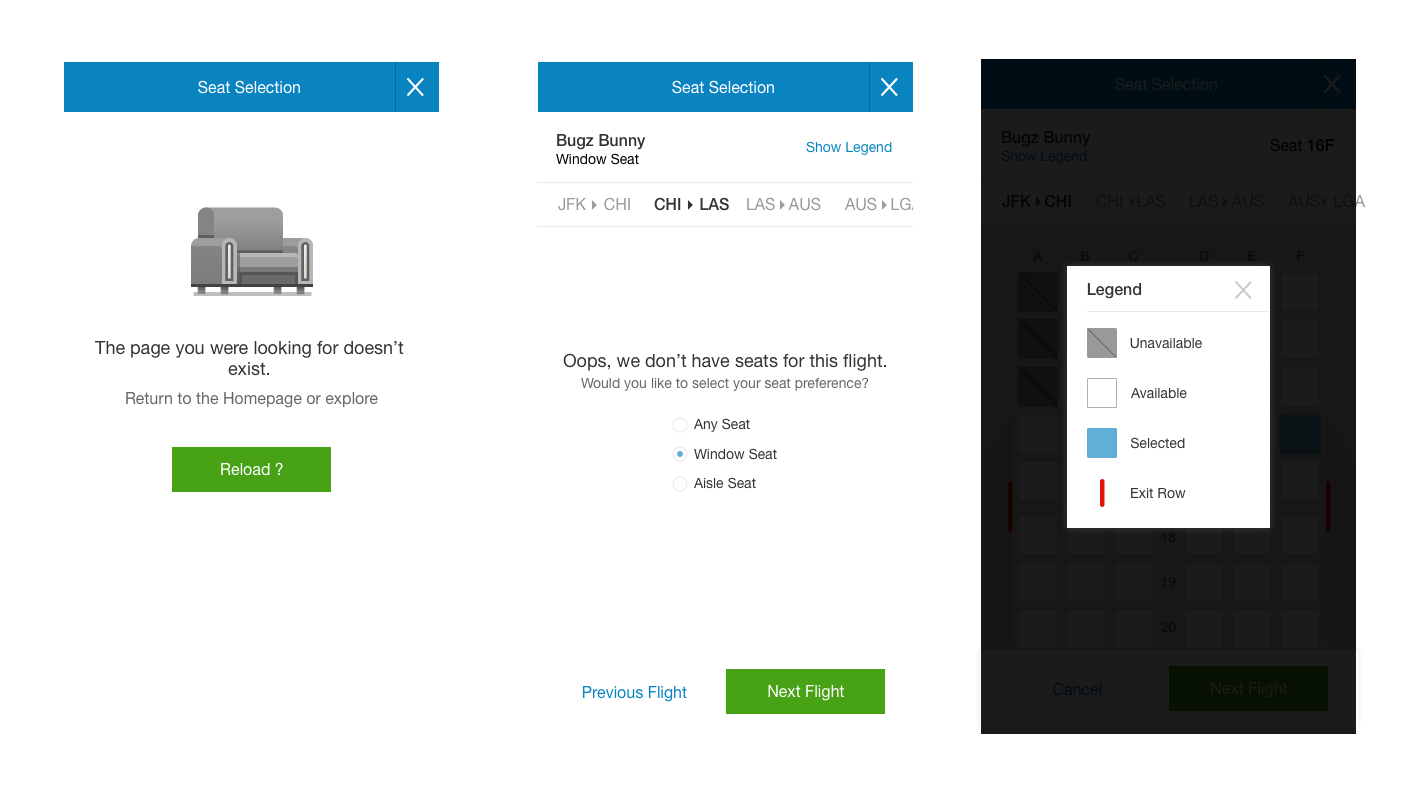 Seat Selection
The page you were looking for doesn't
exist.
Return to the Homepage or explore
Reload ?
Seat Selection
Bugz Bunny
Window Seat
Show Legend
JFK CHI CHI LAS LAS AUS AUS LGA
Oops, we don't have seats for this flight.
Would you like to select your seat preference?
Any Seat
Window Seat
Aisle Seat
Previous Flight
Next Flight
Seat Selection
Bugz Bunny
Show Legend
Seat 16F
JFK CHI CHI LAS LAS AUS AUS LGA
A B C D E F
Legend
Unavailable
Available
Selected
Exit Row
18
19
20
Cancel
Next Flight